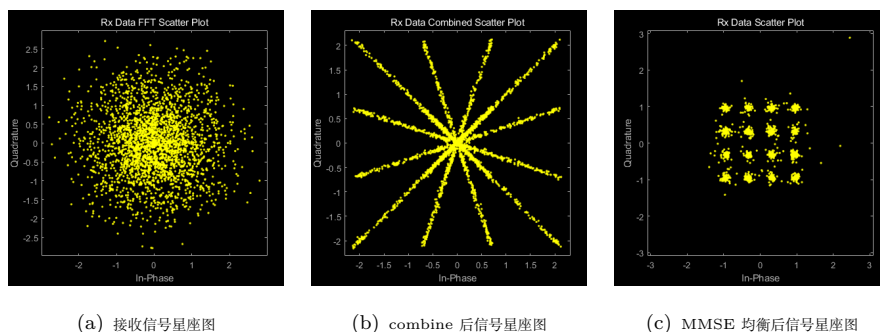 Rx Data FFT Scatter Plot
2.5
2
1.5
1
0.5
0
-0.5
-1
-1.5
-2
-2.5
Quadrature
-2 0 2
In-Phase
(a) 接收信号星座图
Rx Data Combined Scatter Plot
2
1.5
1
0.5
0
-0.5
-1
-1.5
-2
Quadrature
-2 -1.5 -1 -0.5 0 0.5 1 1.5 2
In-Phase
(b) combine 后信号星座图
Rx Data Scatter Plot
3
2
1
0
-1
-2
-3
Quadrature
-3 -2 -1 0 1 2 3
In-Phase
(c) MMSE 均衡后信号星座图